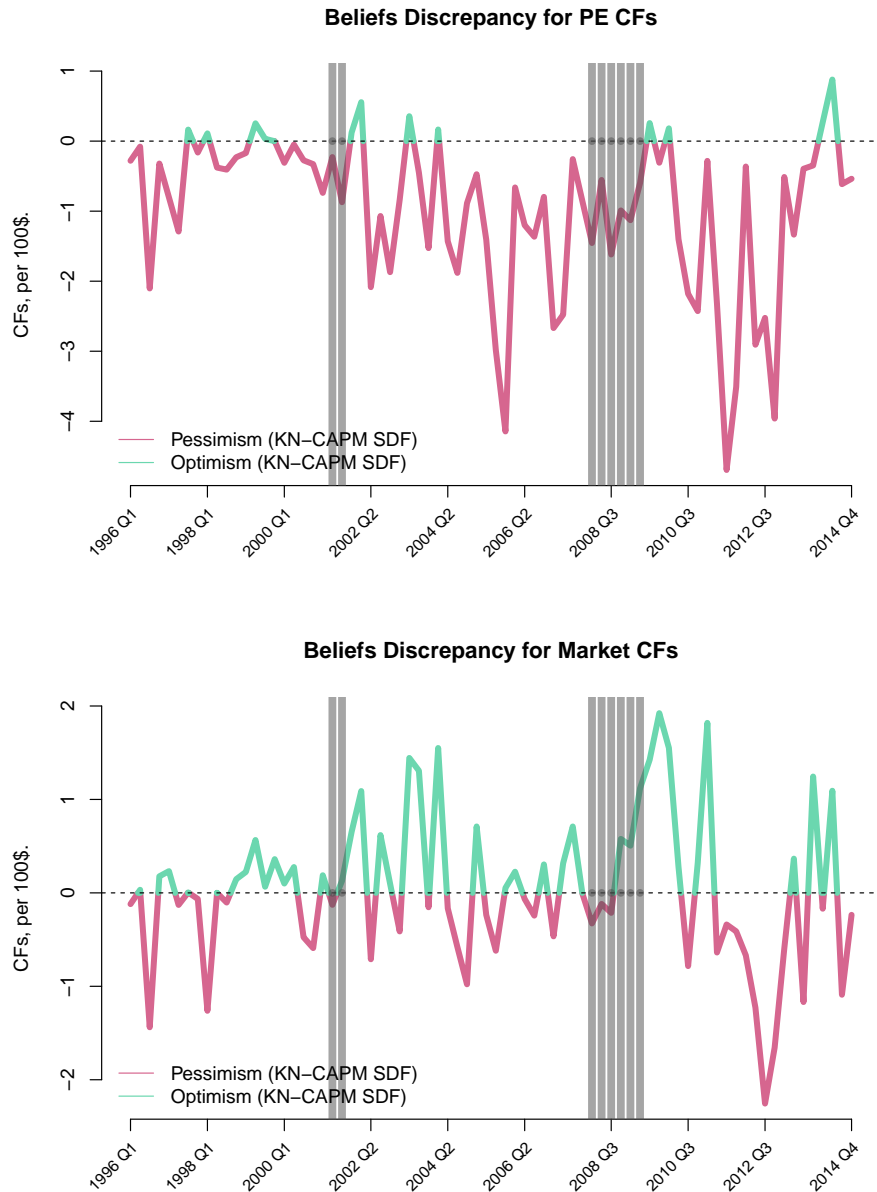 Beliefs Discrepancy for PE CFs
CFs, per 100$.
1
0
−1
−2
−3
−4
Pessimism (KN−CAPM SDF)
Optimism (KN−CAPM SDF)
1996 Q1
1998 Q1
2000 Q1
2002 Q2
2004 Q2
2006 Q2
2008 Q3
2010 Q3
2012 Q3
2014 Q4
Beliefs Discrepancy for Market CFs
CFs, per 100$.
2
1
0
−1
−2
Pessimism (KN−CAPM SDF)
Optimism (KN−CAPM SDF)
1996 Q1
1998 Q1
2000 Q1
2002 Q2
2004 Q2
2006 Q2
2008 Q3
2010 Q3
2012 Q3
2014 Q4